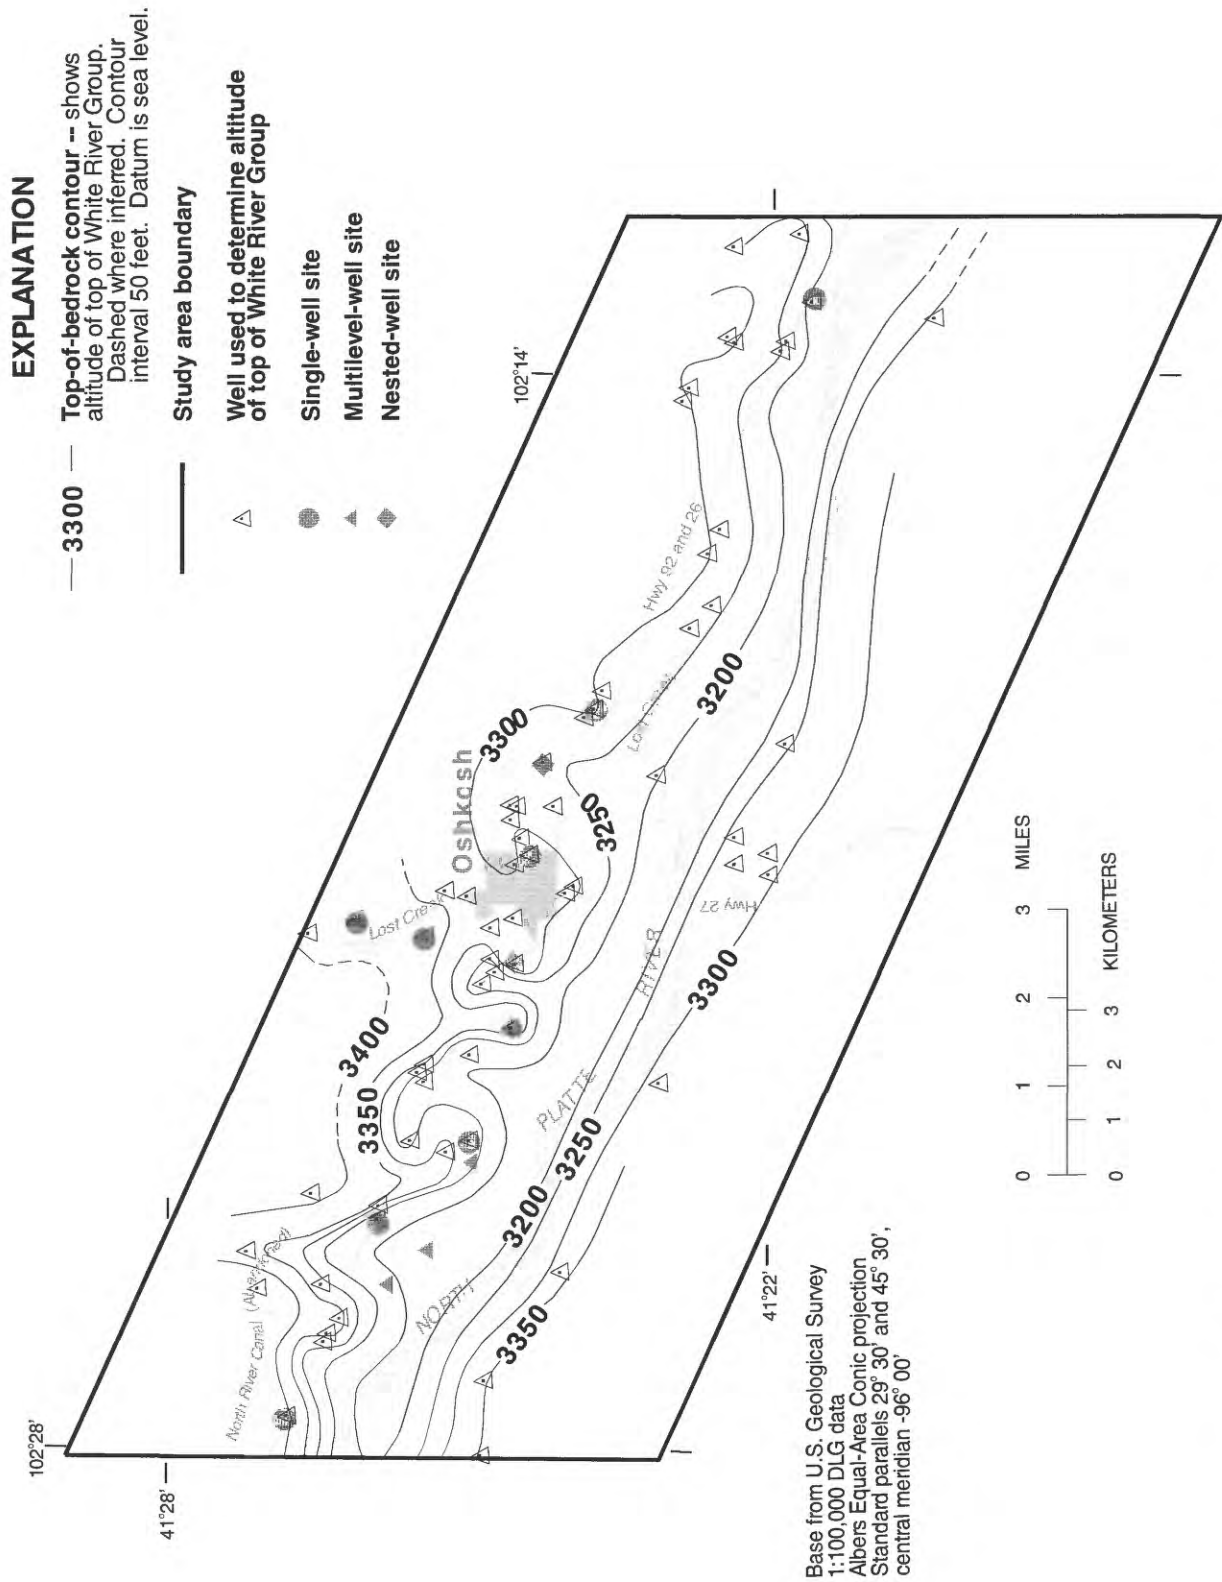 EXPLANATION
— 3300 — Top-of-bedrock contour -- shows
altitude of top of White River Group.
Dashed where inferred. Contour
interval 50 feet. Datum is sea level.
Study area boundary
Well used to determine altitude
of top of White River Group
Single-well site
Multilevel-well site
Nested-well site
102°28'
102°14'
41°28'
41°22'
North River Canal
Lost Creek
Oshkosh
Hwy 92 and 26
Hwy 27
NORTH
PLATTE
RIVER
3400
3350
3300
3250
3200
3200
3250
3300
3350
0 1 2 3 MILES
0 1 2 3 KILOMETERS
Base from U.S. Geological Survey
1:100,000 DLG data
Albers Equal-Area Conic projection
Standard parallels 29° 30' and 45° 30',
central meridian -96° 00'